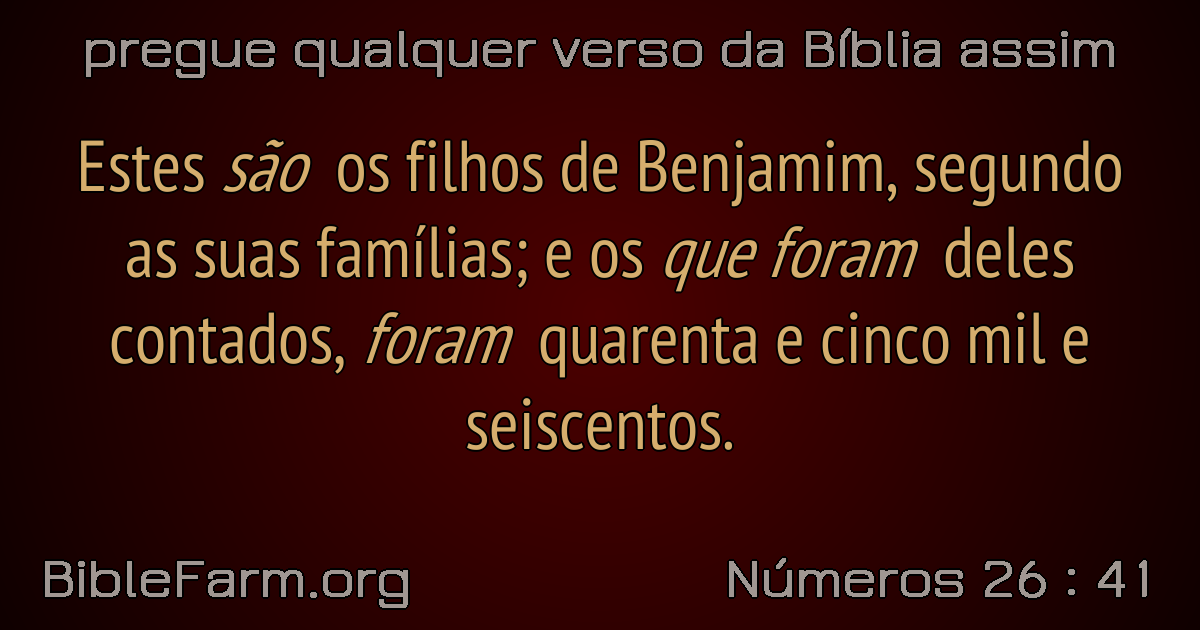 pregue qualquer verso da Bíblia assim
Estes são os filhos de Benjamim, segundo
as suas famílias; e os que foram deles
contados, foram quarenta e cinco mil e
seiscentos.
BibleFarm.org
Números 26 : 41